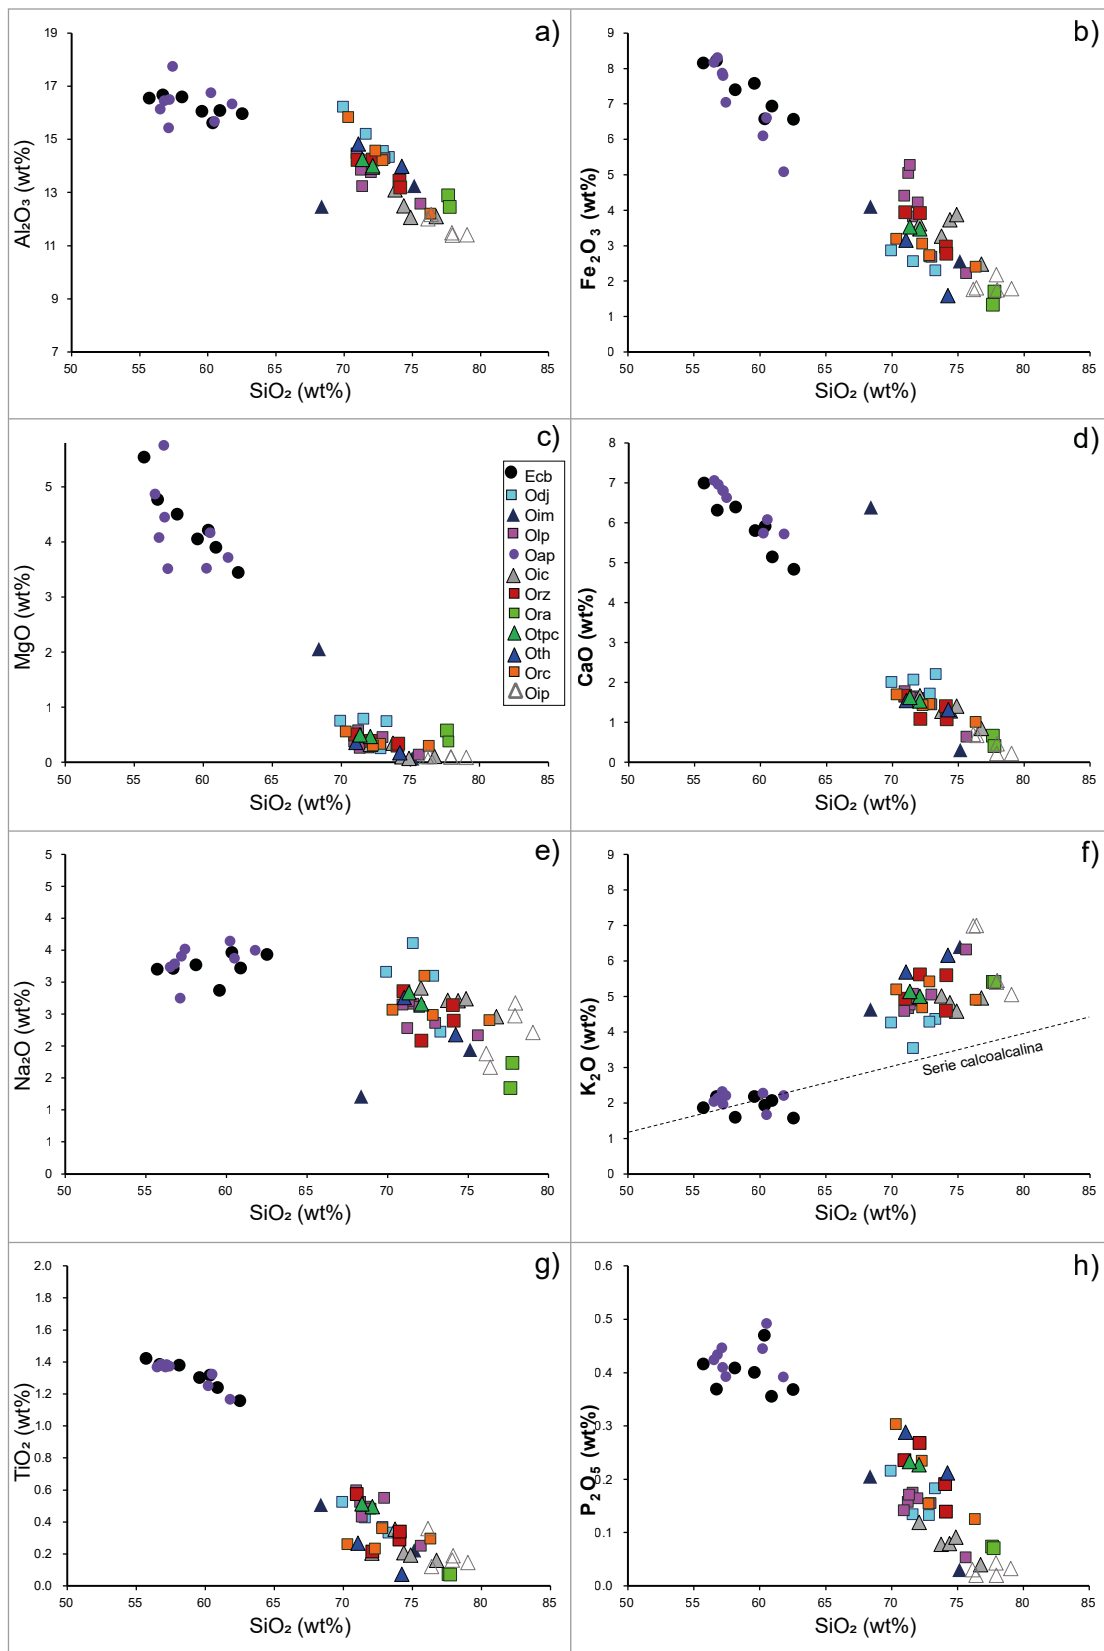 a)
19
17
15
13
11
9
7
Al₂O₃ (wt%)
50 55 60 65 70 75 80 85
SiO₂ (wt%)
b)
9
8
7
6
5
4
3
2
1
0
Fe₂O₃ (wt%)
50 55 60 65 70 75 80 85
SiO₂ (wt%)
c)
5
4
3
2
1
0
MgO (wt%)
50 55 60 65 70 75 80 85
SiO₂ (wt%)
Ecb
Odj
Oim
Olp
Oap
Oic
Orz
Ora
Otpc
Oth
Orc
Oip
d)
8
7
6
5
4
3
2
1
0
CaO (wt%)
50 55 60 65 70 75 80 85
SiO₂ (wt%)
e)
5
5
4
4
3
3
2
2
1
1
0
Na₂O (wt%)
50 55 60 65 70 75 80
SiO₂ (wt%)
f)
9
8
7
6
5
4
3
2
1
0
K₂O (wt%)
Serie calcoalcalina
50 55 60 65 70 75 80 85
SiO₂ (wt%)
g)
2.0
1.8
1.6
1.4
1.2
1.0
0.8
0.6
0.4
0.2
0.0
TiO₂ (wt%)
50 55 60 65 70 75 80 85
SiO₂ (wt%)
h)
0.6
0.5
0.4
0.3
0.2
0.1
0.0
P₂O₅ (wt%)
50 55 60 65 70 75 80 85
SiO₂ (wt%)